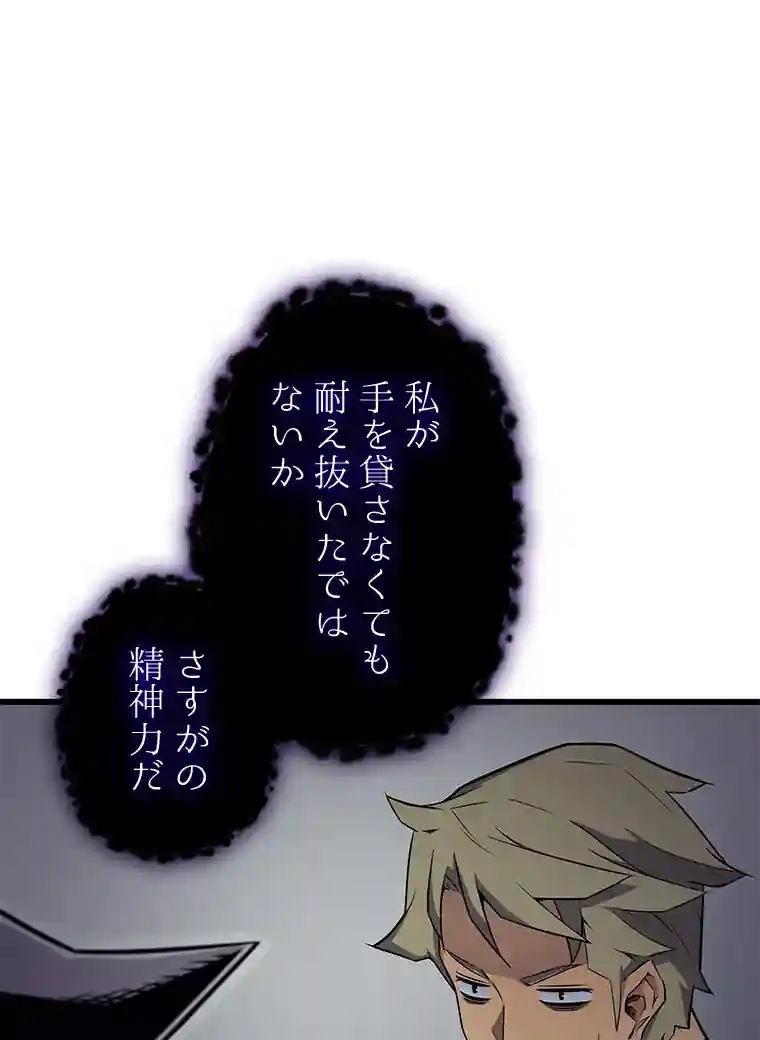 私が
手を貸さなくても
耐え抜いたでは
ないか
さすがの
精神力だ